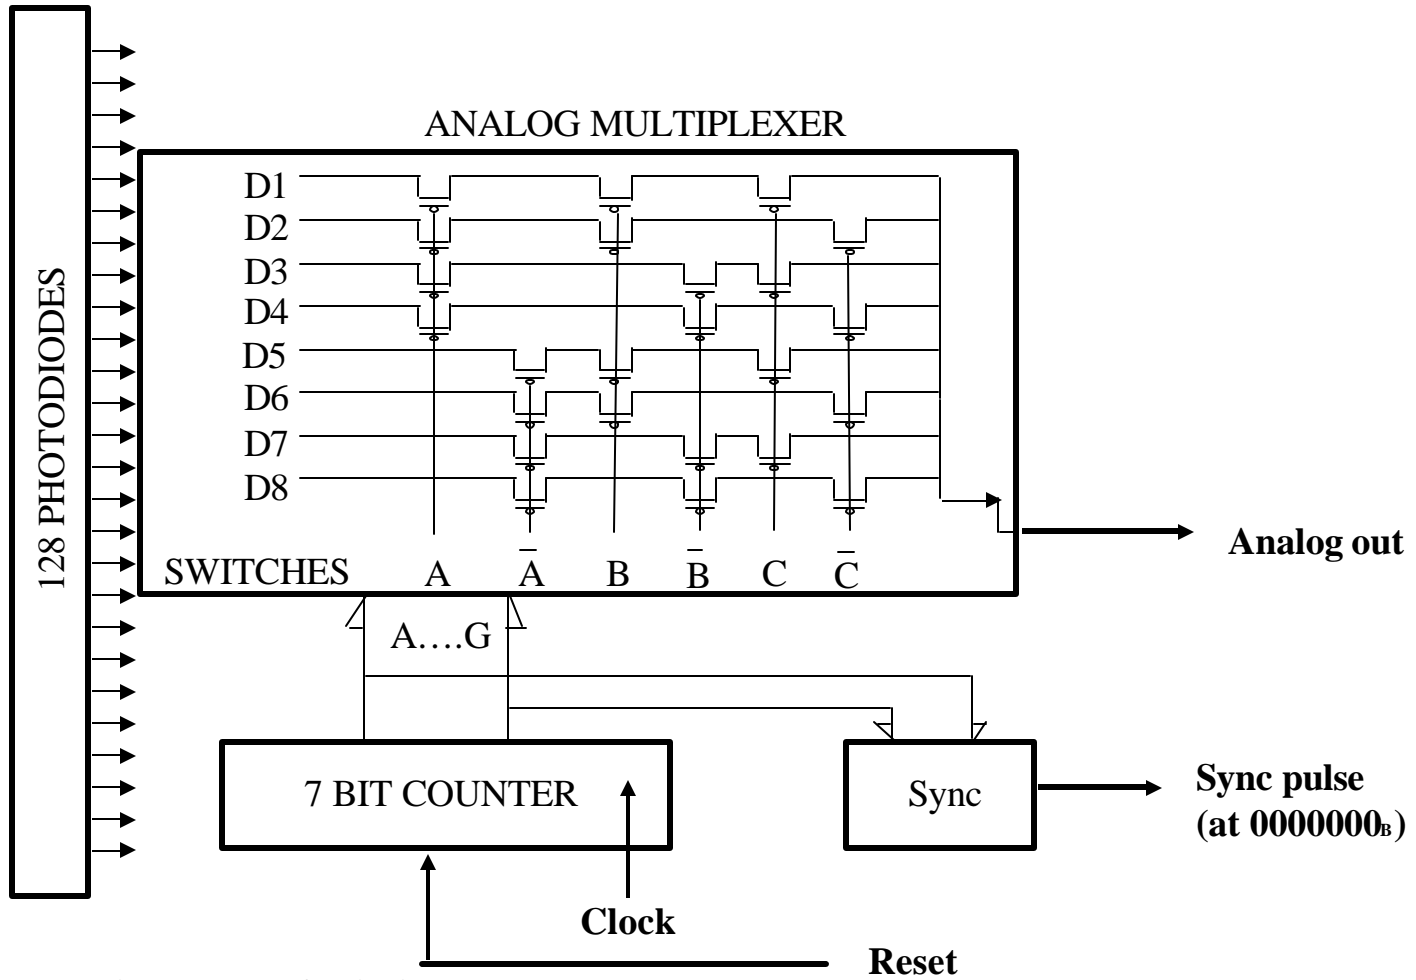 128 PHOTODIODES
ANALOG MULTIPLEXER
D1
D2
D3
D4
D5
D6
D7
D8
SWITCHES A A̅ B B̅ C C̅
Analog out
A....G
7 BIT COUNTER
Sync
Sync pulse
(at 0000000B)
Clock
Reset